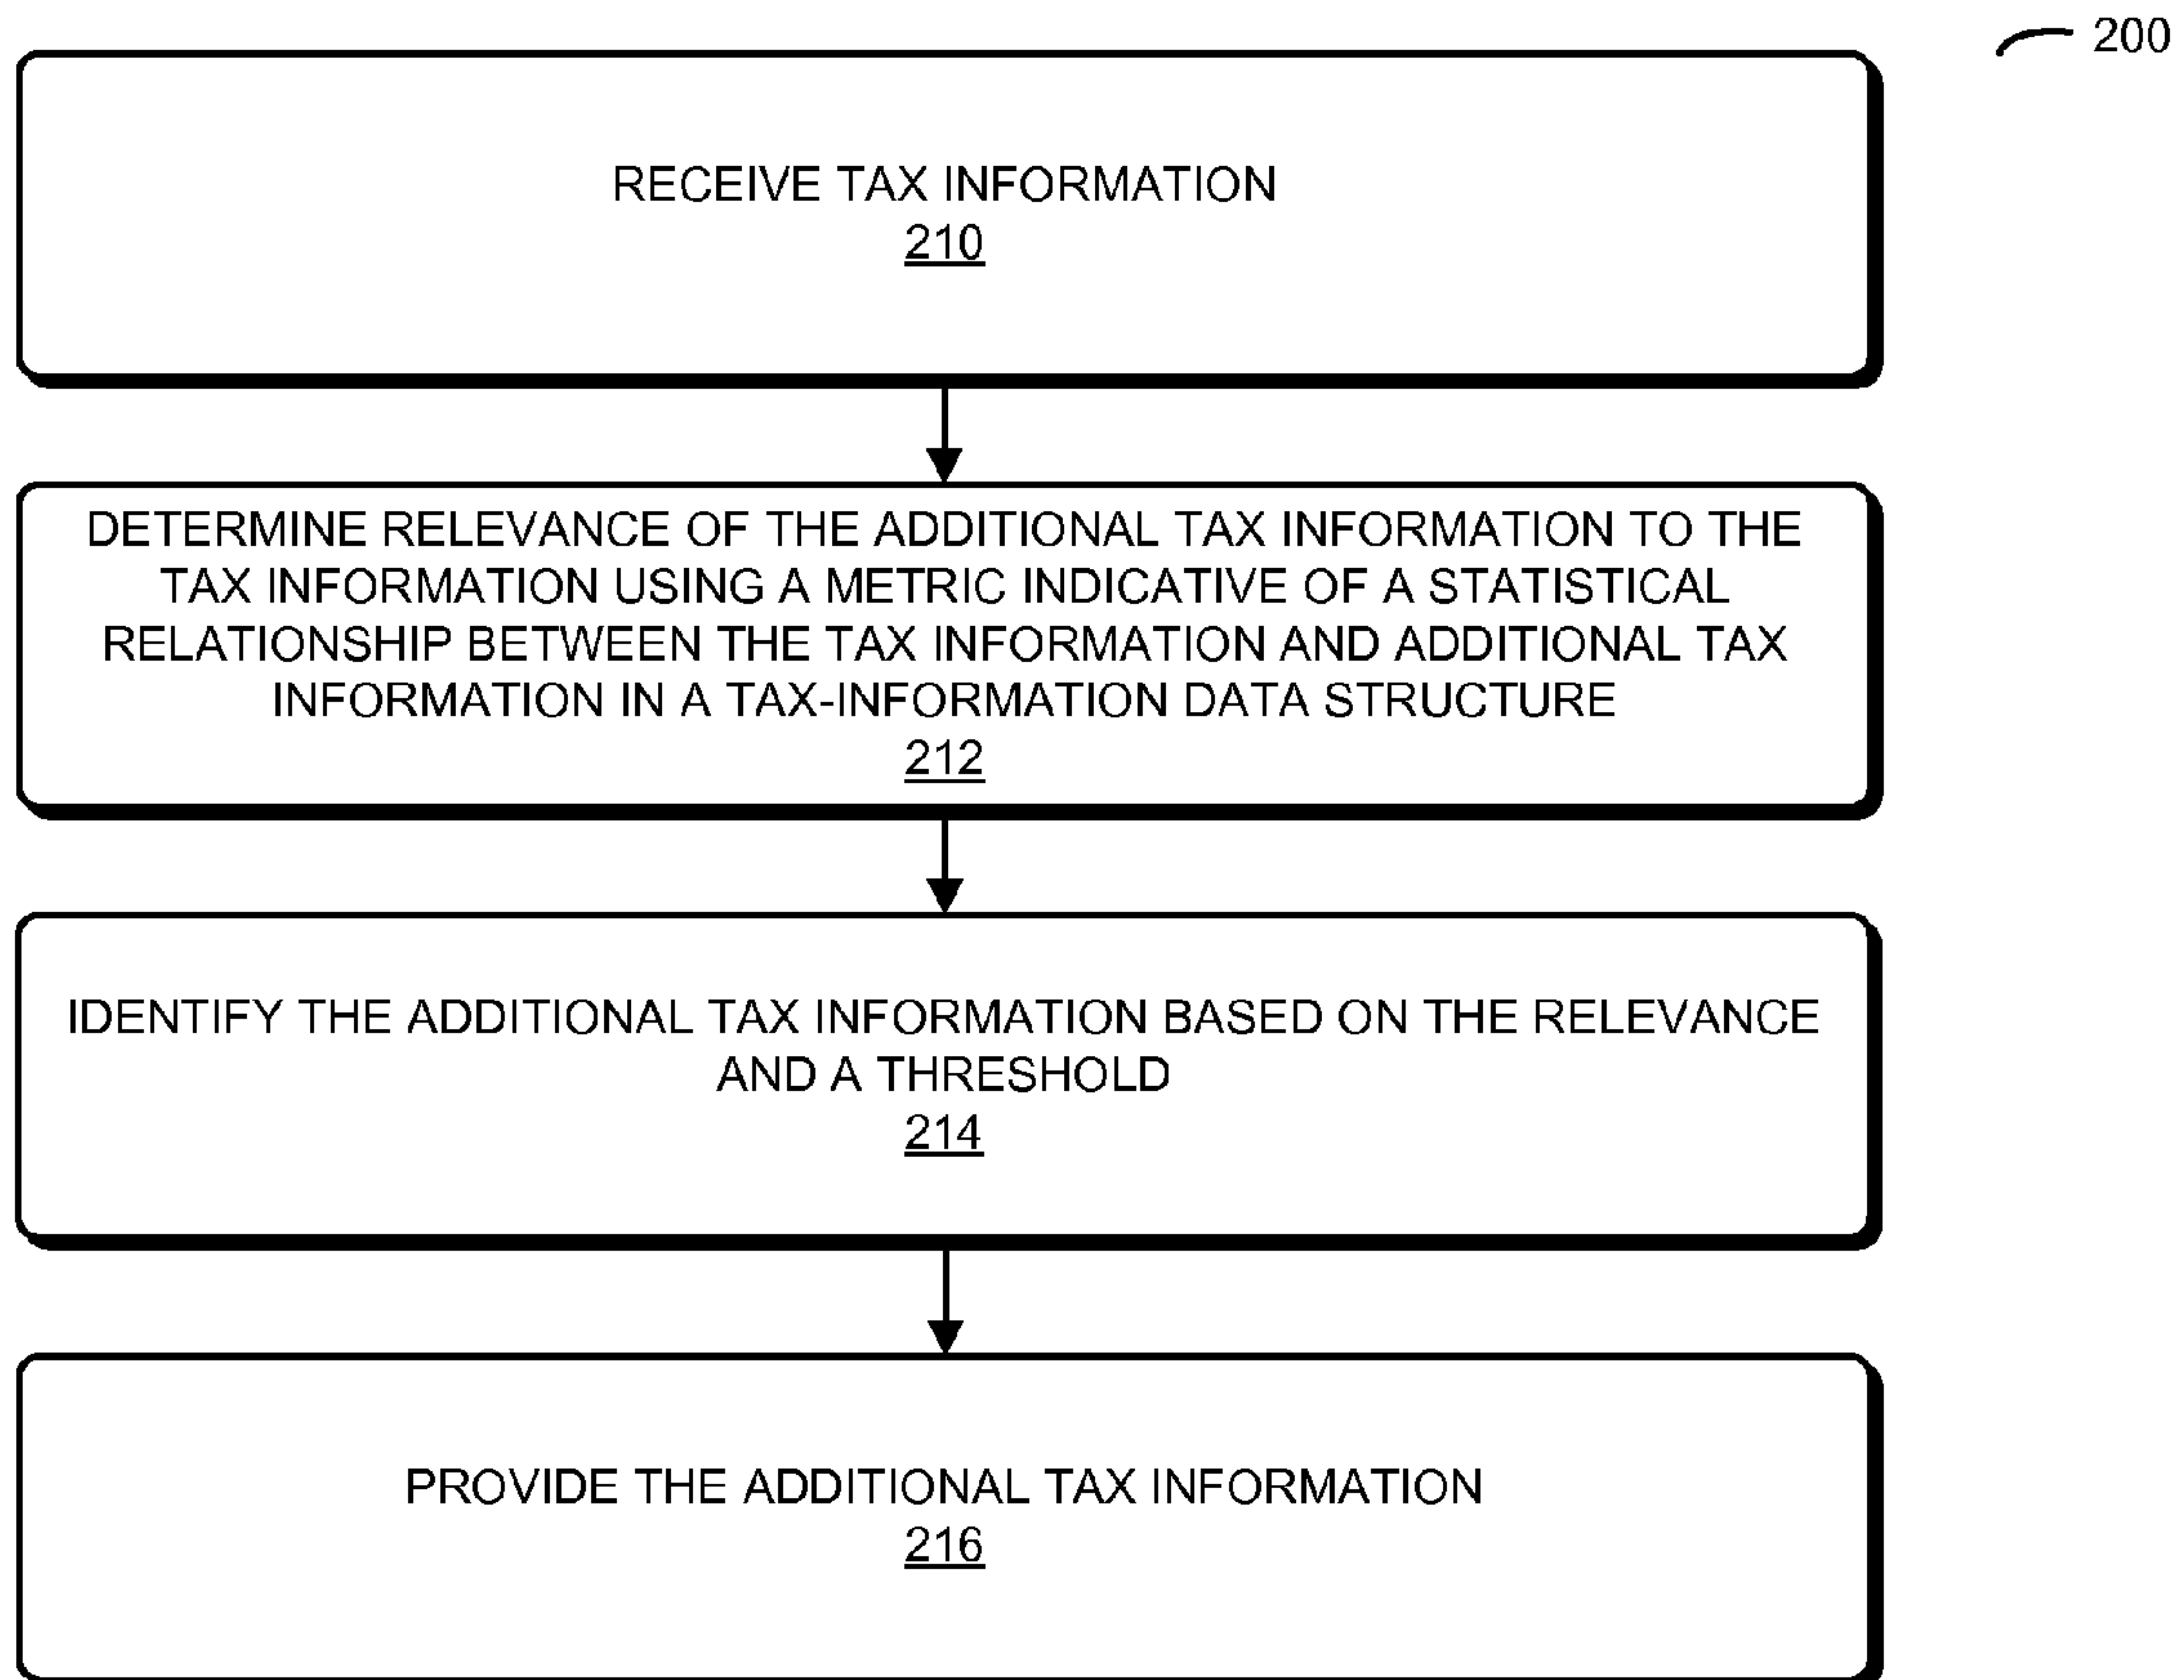 200
RECEIVE TAX INFORMATION
210
DETERMINE RELEVANCE OF THE ADDITIONAL TAX INFORMATION TO THE
TAX INFORMATION USING A METRIC INDICATIVE OF A STATISTICAL
RELATIONSHIP BETWEEN THE TAX INFORMATION AND ADDITIONAL TAX
INFORMATION IN A TAX-INFORMATION DATA STRUCTURE
212
IDENTIFY THE ADDITIONAL TAX INFORMATION BASED ON THE RELEVANCE
AND A THRESHOLD
214
PROVIDE THE ADDITIONAL TAX INFORMATION
216